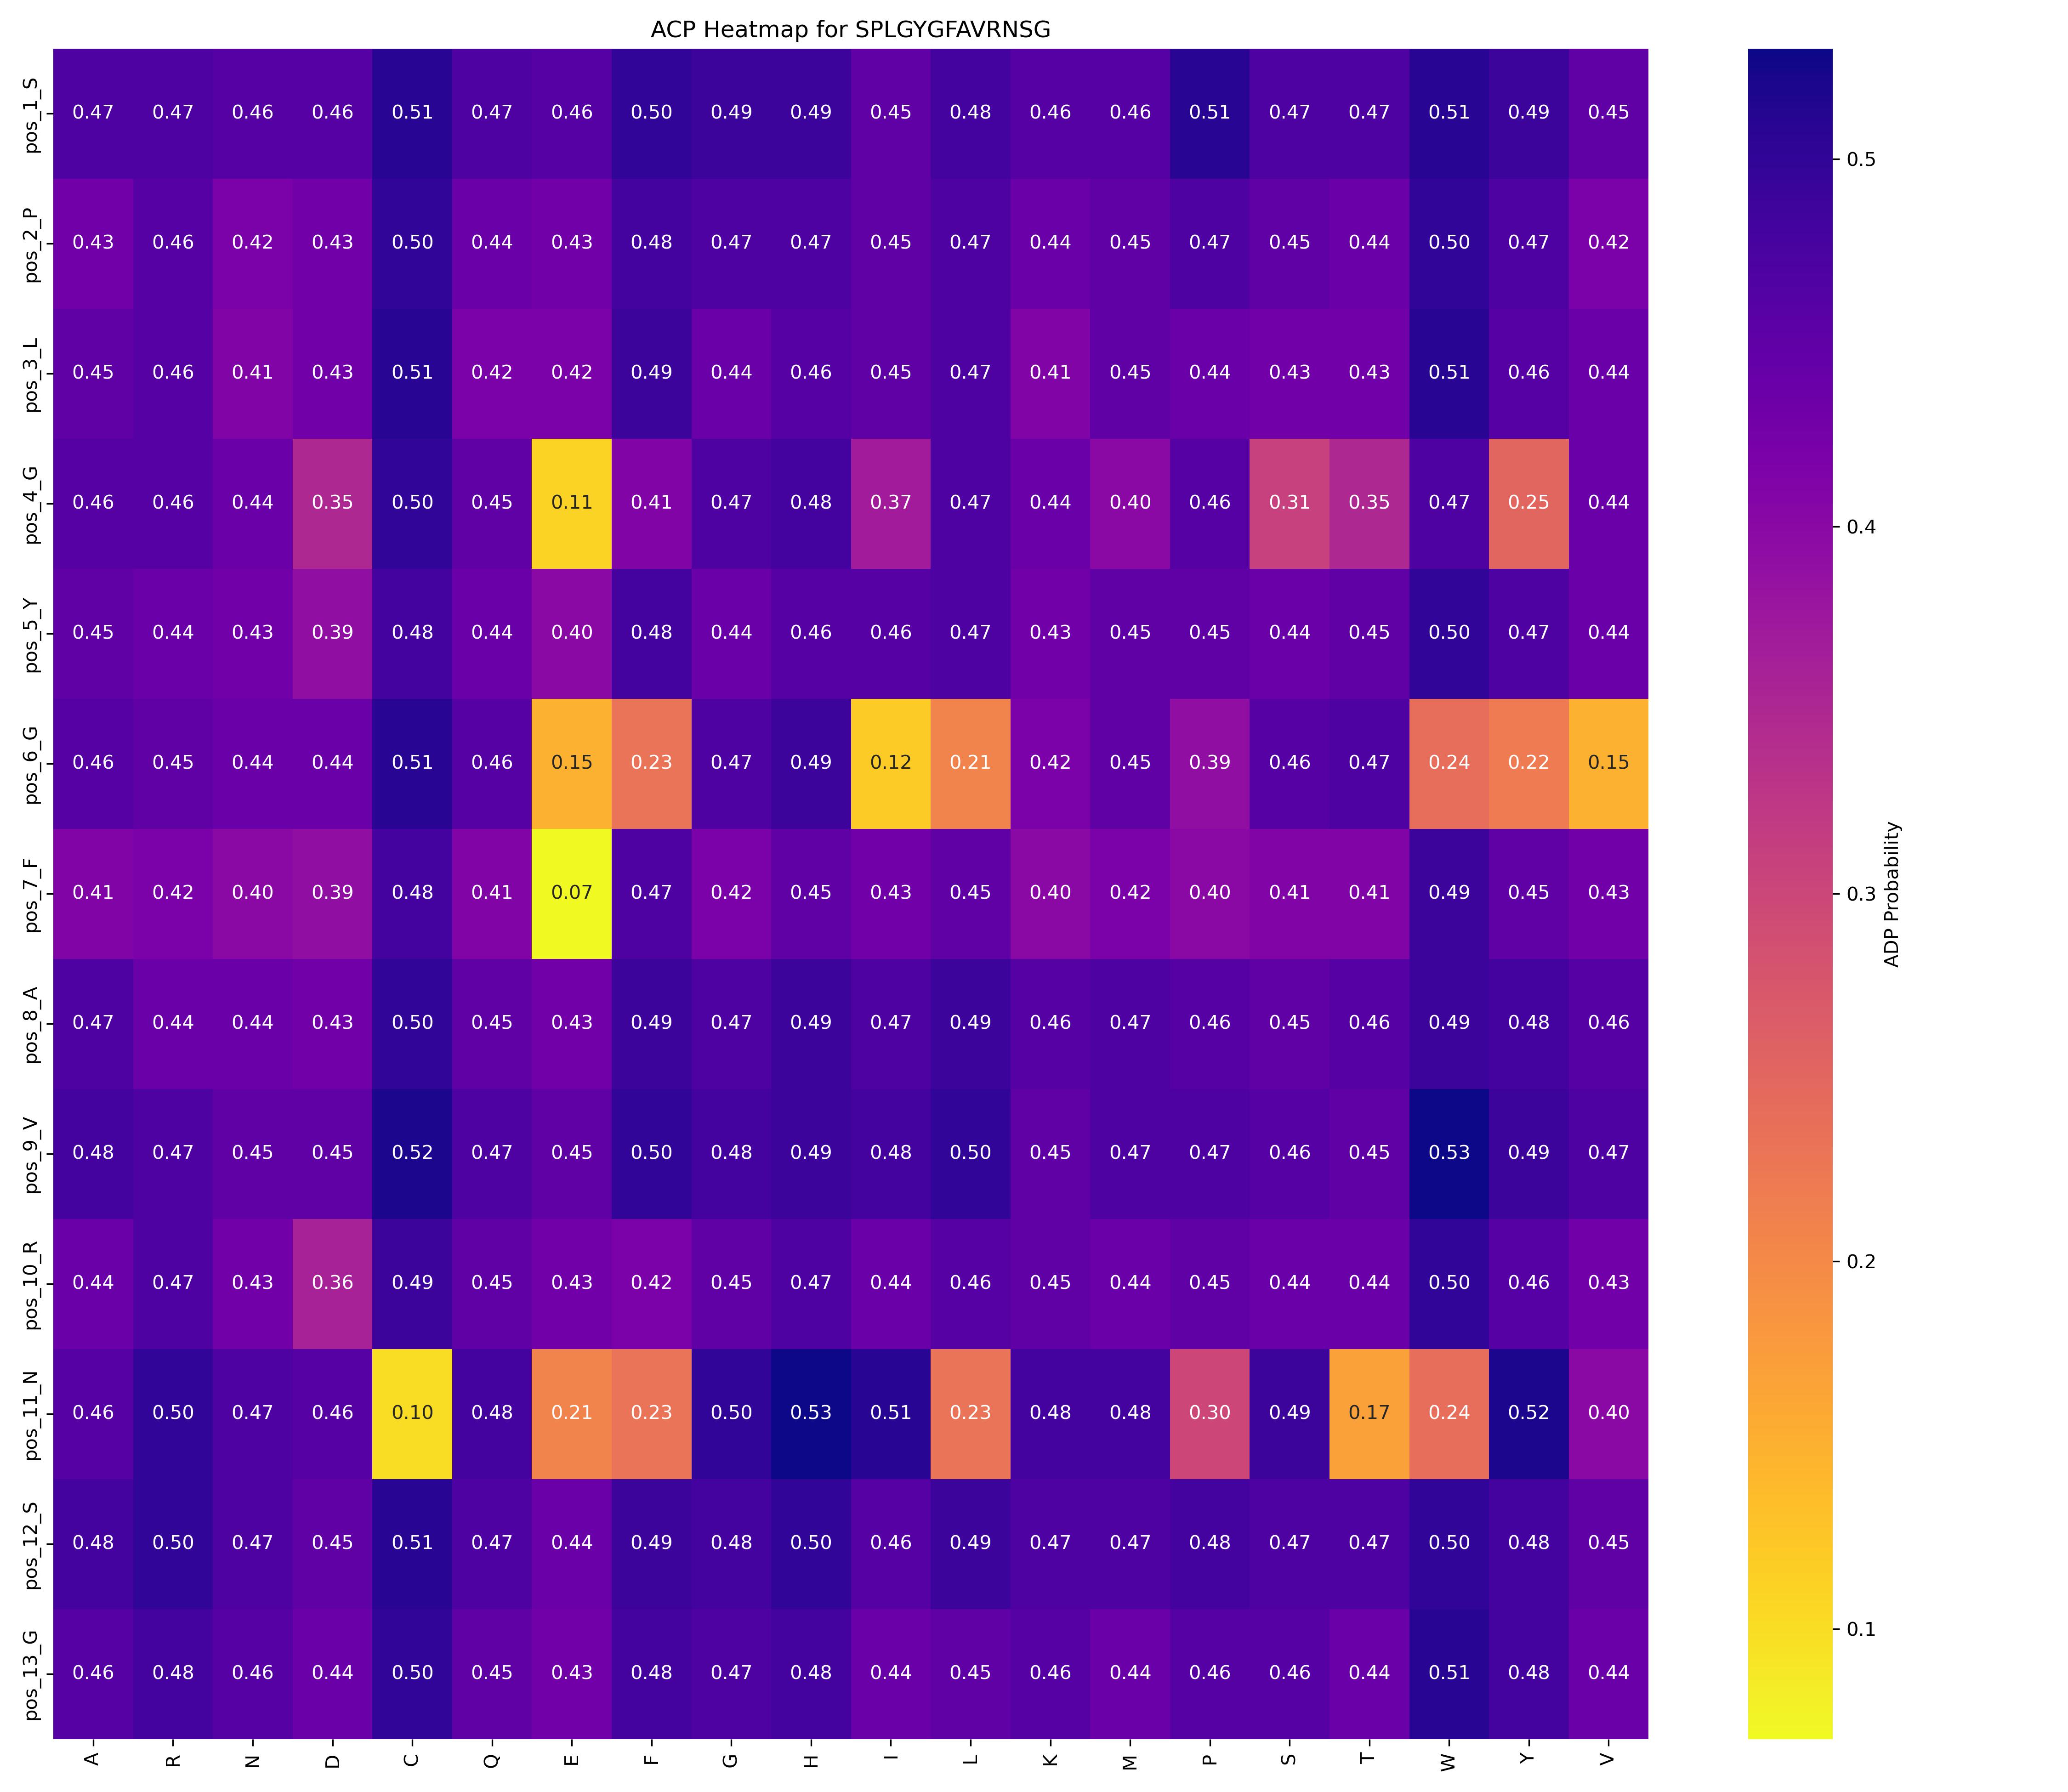 ACP Heatmap for SPLGYGFAVRNSG
pos_1_S 0.47 0.47 0.46 0.46 0.51 0.47 0.46 0.50 0.49 0.49 0.45 0.48 0.46 0.46 0.51 0.47 0.47 0.51 0.49 0.45
pos_2_P 0.43 0.46 0.42 0.43 0.50 0.44 0.43 0.48 0.47 0.47 0.45 0.47 0.44 0.45 0.47 0.45 0.44 0.50 0.47 0.42
pos_3_L 0.45 0.46 0.41 0.43 0.51 0.42 0.42 0.49 0.44 0.46 0.45 0.47 0.41 0.45 0.44 0.43 0.43 0.51 0.46 0.44
pos_4_G 0.46 0.46 0.44 0.35 0.50 0.45 0.11 0.41 0.47 0.48 0.37 0.47 0.44 0.40 0.46 0.31 0.35 0.47 0.25 0.44
pos_5_Y 0.45 0.44 0.43 0.39 0.48 0.44 0.40 0.48 0.44 0.46 0.46 0.47 0.43 0.45 0.45 0.44 0.45 0.50 0.47 0.44
pos_6_G 0.46 0.45 0.44 0.44 0.51 0.46 0.15 0.23 0.47 0.49 0.12 0.21 0.42 0.45 0.39 0.46 0.47 0.24 0.22 0.15
pos_7_F 0.41 0.42 0.40 0.39 0.48 0.41 0.07 0.47 0.42 0.45 0.43 0.45 0.40 0.42 0.40 0.41 0.41 0.49 0.45 0.43
pos_8_A 0.47 0.44 0.44 0.43 0.50 0.45 0.43 0.49 0.47 0.49 0.47 0.49 0.46 0.47 0.46 0.45 0.46 0.49 0.48 0.46
pos_9_V 0.48 0.47 0.45 0.45 0.52 0.47 0.45 0.50 0.48 0.49 0.48 0.50 0.45 0.47 0.47 0.46 0.45 0.53 0.49 0.47
pos_10_R 0.44 0.47 0.43 0.36 0.49 0.45 0.43 0.42 0.45 0.47 0.44 0.46 0.45 0.44 0.45 0.44 0.44 0.50 0.46 0.43
pos_11_N 0.46 0.50 0.47 0.46 0.10 0.48 0.21 0.23 0.50 0.53 0.51 0.23 0.48 0.48 0.30 0.49 0.17 0.24 0.52 0.40
pos_12_S 0.48 0.50 0.47 0.45 0.51 0.47 0.44 0.49 0.48 0.50 0.46 0.49 0.47 0.47 0.48 0.47 0.47 0.50 0.48 0.45
pos_13_G 0.46 0.48 0.46 0.44 0.50 0.45 0.43 0.48 0.47 0.48 0.44 0.45 0.46 0.44 0.46 0.46 0.44 0.51 0.48 0.44
A R N D C Q E F G H I L K M P S T W Y V
0.5
0.4
0.3
0.2
0.1
ADP Probability